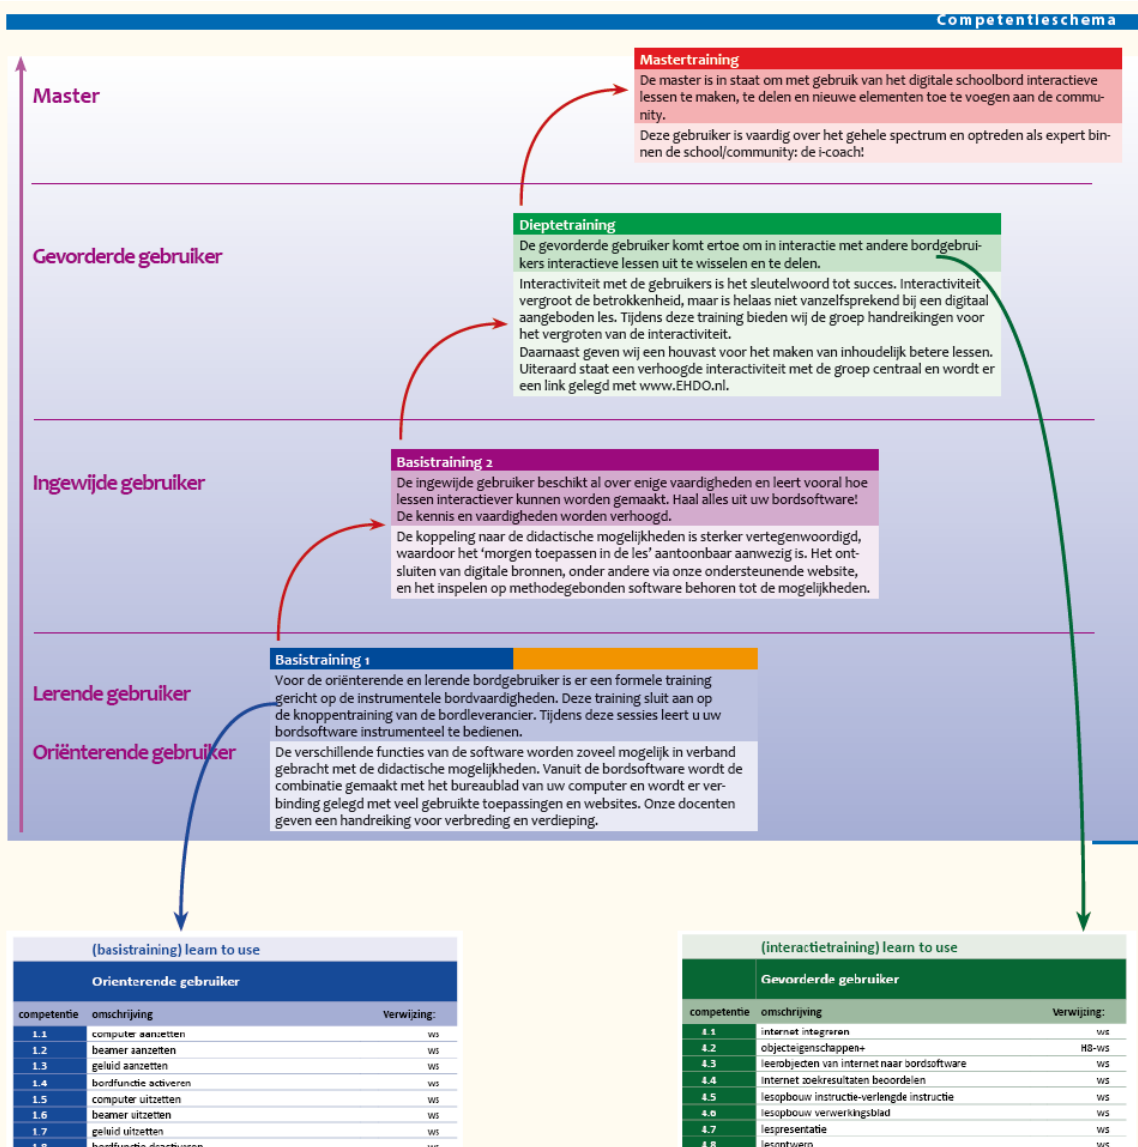 Competentieschema
Master
Mastertraining
De master is in staat om met gebruik van het digitale schoolbord interactieve
lessen te maken, te delen en nieuwe elementen toe te voegen aan de commu-
nity.
Deze gebruiker is vaardig over het gehele spectrum en optreden als expert bin-
nen de school/community: de i-coach!
Gevorderde gebruiker
Dieptetraining
De gevorderde gebruiker komt ertoe om in interactie met andere bordgebrui-
kers interactieve lessen uit te wisselen en te delen.
Interactiviteit met de gebruikers is het sleutelwoord tot succes. Interactiviteit
vergroot de betrokkenheid, maar is helaas niet vanzelfsprekend bij een digitaal
aangeboden les. Tijdens deze training bieden wij de groep handreikingen voor
het vergroten van de interactiviteit.
Daarnaast geven wij een houvast voor het maken van inhoudelijk betere lessen.
Uiteraard staat een verhoogde interactiviteit met de groep centraal en wordt er
een link gelegd met www.EHDO.nl.
Ingewijde gebruiker
Basistraining 2
De ingewijde gebruiker beschikt al over enige vaardigheden en leert vooral hoe
lessen interactiever kunnen worden gemaakt. Haal alles uit uw bordsoftware!
De kennis en vaardigheden worden verhoogd.
De koppeling naar de didactische mogelijkheden is sterker vertegenwoordigd,
waardoor het ‘morgen toepassen in de les’ aantoonbaar aanwezig is. Het ont-
sluiten van digitale bronnen, onder andere via onze ondersteunende website,
en het inspelen op methodegebonden software behoren tot de mogelijkheden.
Lerende gebruiker
Oriënterende gebruiker
Basistraining 1
Voor de oriënterende en lerende bordgebruiker is er een formele training
gericht op de instrumentele bordvaardigheden. Deze training sluit aan op
de knoppentraining van de bordleverancier. Tijdens deze sessies leert u uw
bordsoftware instrumenteel te bedienen.
De verschillende functies van de software worden zoveel mogelijk in verband
gebracht met de didactische mogelijkheden. Vanuit de bordsoftware wordt de
combinatie gemaakt met het bureaublad van uw computer en wordt er ver-
binding gelegd met veel gebruikte toepassingen en websites. Onze docenten
geven een handreiking voor verbreding en verdieping.
(basistraining) learn to use
Orienterende gebruiker
competentie omschrijving Verwijzing:
1.1 computer aanzetten ws
1.2 beamer aanzetten ws
1.3 geluid aanzetten ws
1.4 bordfunctie activeren ws
1.5 computer uitzetten ws
1.6 beamer uitzetten ws
1.7 geluid uitzetten ws
1.8 bordfunctie deactiveren ws
(interactietraining) learn to use
Gevorderde gebruiker
competentie omschrijving Verwijzing:
4.1 internet integreren ws
4.2 objecteigenschappen+ H8-ws
4.3 leerobjecten van internet naar bordsoftware ws
4.4 Internet zoekresultaten beoordelen ws
4.5 lesopbouw instructie-verlengde instructie ws
4.6 lesopbouw verwerkingsblad ws
4.7 lespresentatie ws
4.8 lesontwerp ws